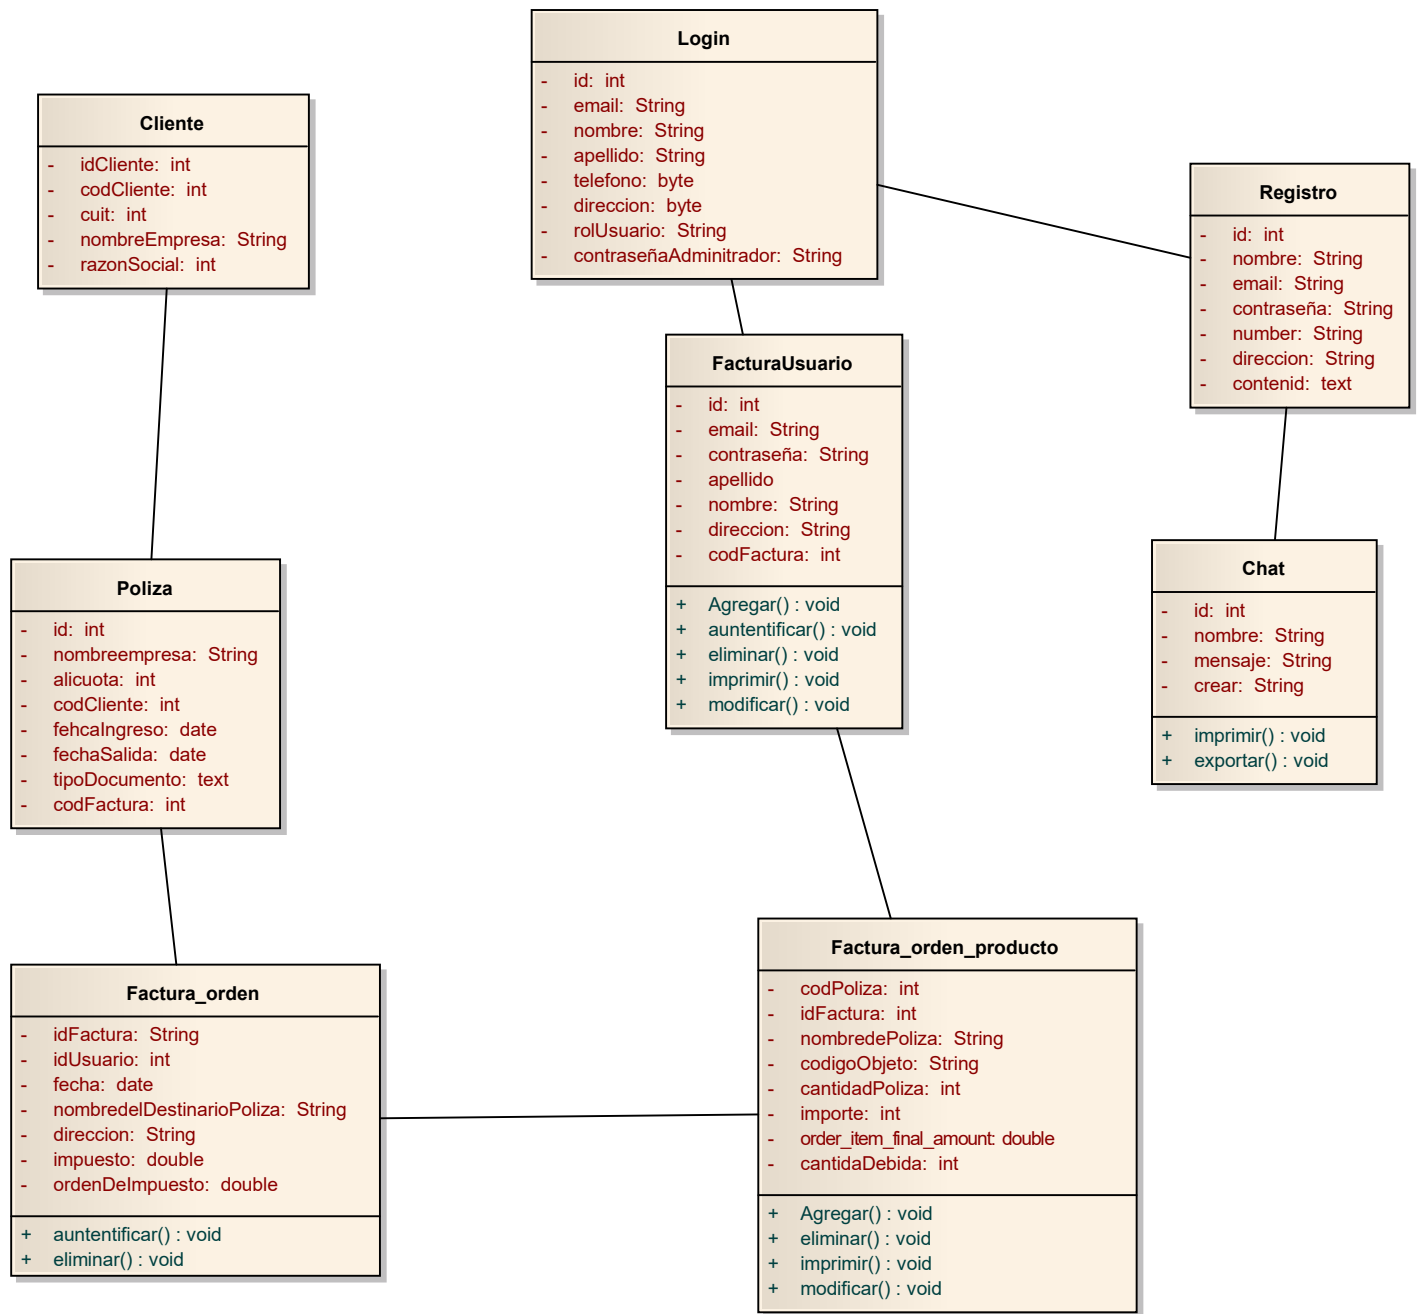 Login
- id: int
- email: String
- nombre: String
- apellido: String
- telefono: byte
- direccion: byte
- rolUsuario: String
- contraseñaAdminitrador: String
Cliente
- idCliente: int
- codCliente: int
- cuit: int
- nombreEmpresa: String
- razonSocial: int
Registro
- id: int
- nombre: String
- email: String
- contraseña: String
- number: String
- direccion: String
- contenid: text
FacturaUsuario
- id: int
- email: String
- contraseña: String
- apellido
- nombre: String
- direccion: String
- codFactura: int
+ Agregar() : void
+ auntentificar() : void
+ eliminar() : void
+ imprimir() : void
+ modificar() : void
Chat
- id: int
- nombre: String
- mensaje: String
- crear: String
+ imprimir() : void
+ exportar() : void
Poliza
- id: int
- nombreempresa: String
- alicuota: int
- codCliente: int
- fehcaIngreso: date
- fechaSalida: date
- tipoDocumento: text
- codFactura: int
Factura_orden
- idFactura: String
- idUsuario: int
- fecha: date
- nombredelDestinarioPoliza: String
- direccion: String
- impuesto: double
- ordenDeImpuesto: double
+ auntentificar() : void
+ eliminar() : void
Factura_orden_producto
- codPoliza: int
- idFactura: int
- nombredePoliza: String
- codigoObjeto: String
- cantidadPoliza: int
- importe: int
- order_item_final_amount: double
- cantidaDebida: int
+ Agregar() : void
+ eliminar() : void
+ imprimir() : void
+ modificar() : void